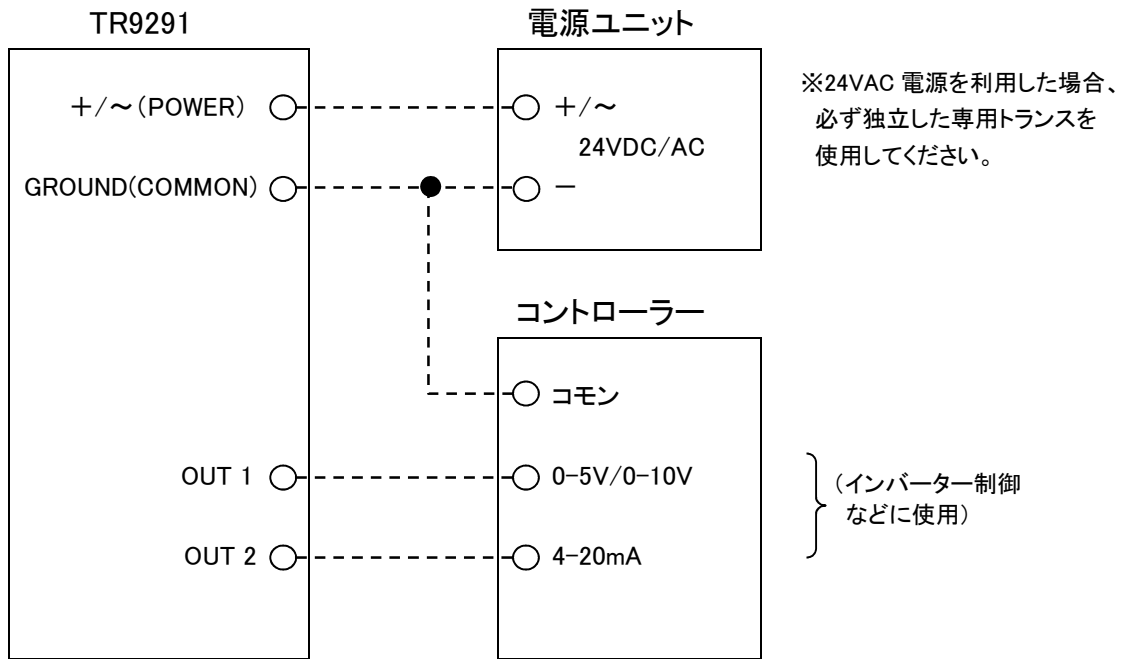 TR9291
電源ユニット
+/~(POWER)
+/~
24VDC/AC
GROUND(COMMON)
-
※24VAC 電源を利用した場合、
必ず独立した専用トランスを
使用してください。
コントローラー
コモン
OUT 1
0-5V/0-10V
OUT 2
4-20mA
(インバーター制御
などに使用)